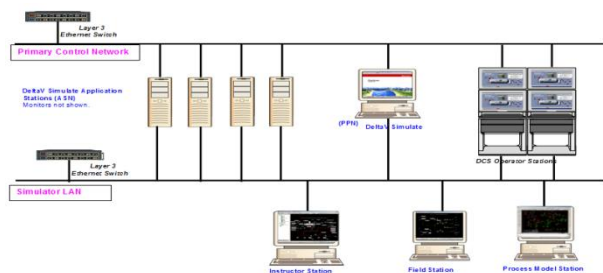 Layer 3
Ethernet Switch
Primary Control Network
DeltaV Simulate Application
Stations (ASN)
Monitors not shown.
(PPN)
DeltaV Simulate
DCS Operator Stations
Layer 3
Ethernet Switch
Simulator LAN
Instructor Station
Field Station
Process Model Station